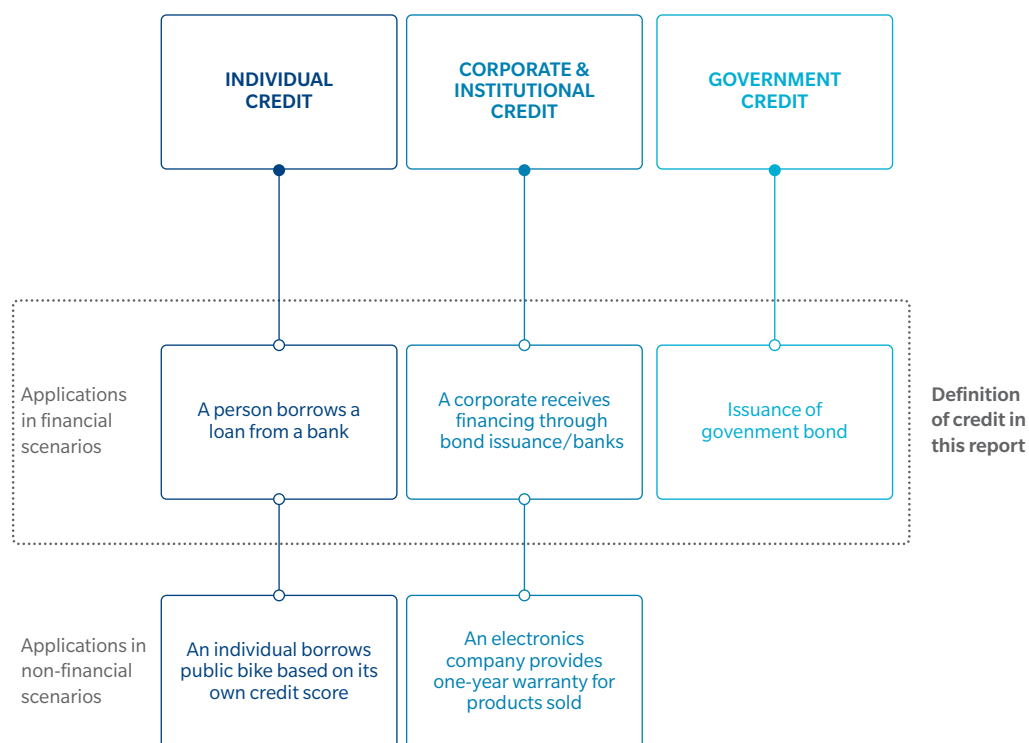 INDIVIDUAL
CREDIT
CORPORATE &
INSTITUTIONAL
CREDIT
GOVERNMENT
CREDIT
Applications
in financial
scenarios
A person borrows a
loan from a bank
A corporate receives
financing through
bond issuance/banks
Issuance of
govenment bond
Definition
of credit in
this report
Applications in
non-financial
scenarios
An individual borrows
public bike based on its
own credit score
An electronics
company provides
one-year warranty for
products sold